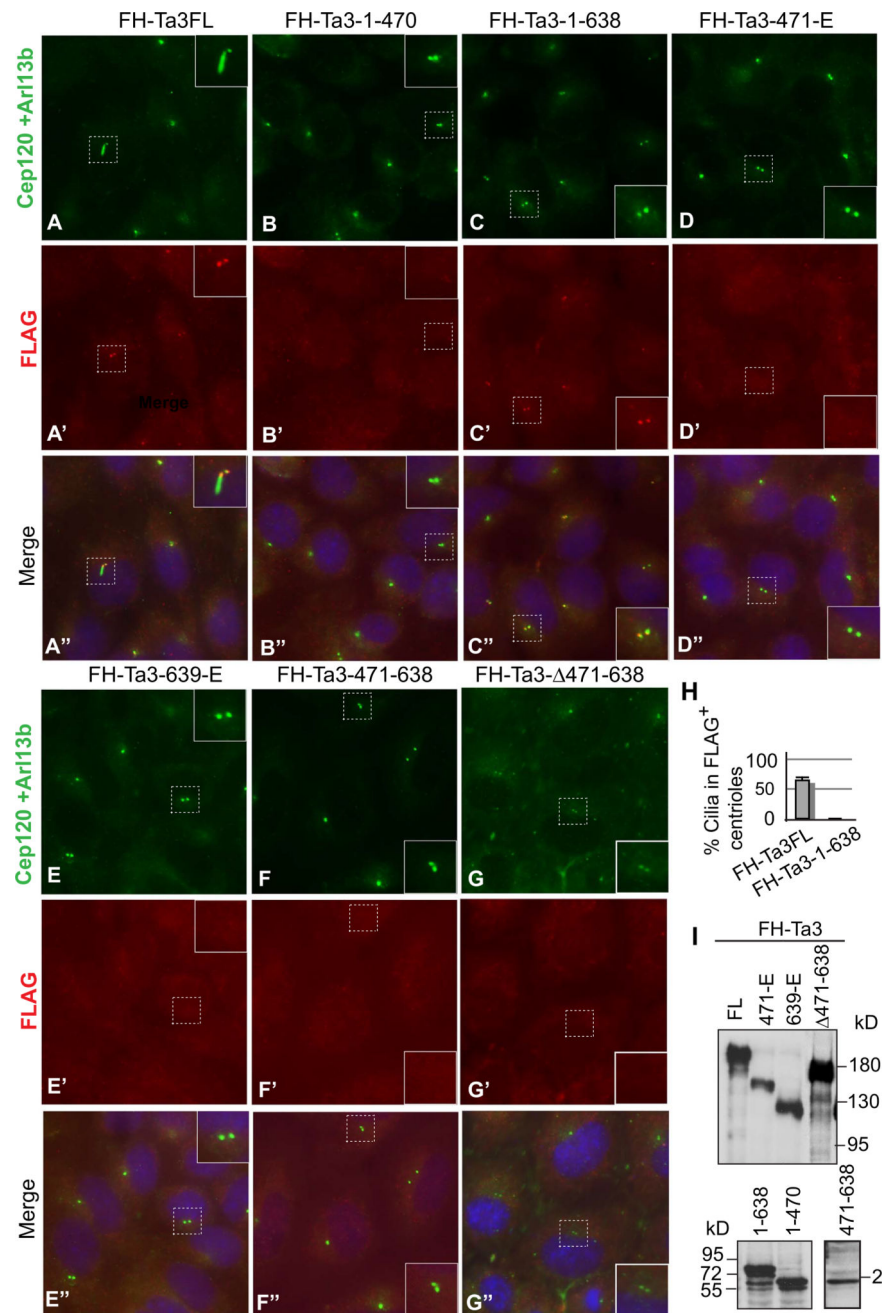 FH-Ta3FL FH-Ta3-1-470 FH-Ta3-1-638 FH-Ta3-471-E
Cep120 +Arl13b
A B C D
FLAG
Merge
A' B' C' D'
Merge
A" B" C" D"
FH-Ta3-639-E FH-Ta3-471-638 FH-Ta3-Δ471-638
Cep120 +Arl13b
E F G
FLAG
E' F' G'
Merge
E" F" G"
H
% Cilia in FLAG+
centrioles
100
50
0
FH-Ta3FL
FH-Ta3-1-638
I
FH-Ta3
FL 471-E 639-E Δ471-638
kD
180
130
95
1-638 1-470 471-638
kD
95
72
55
2